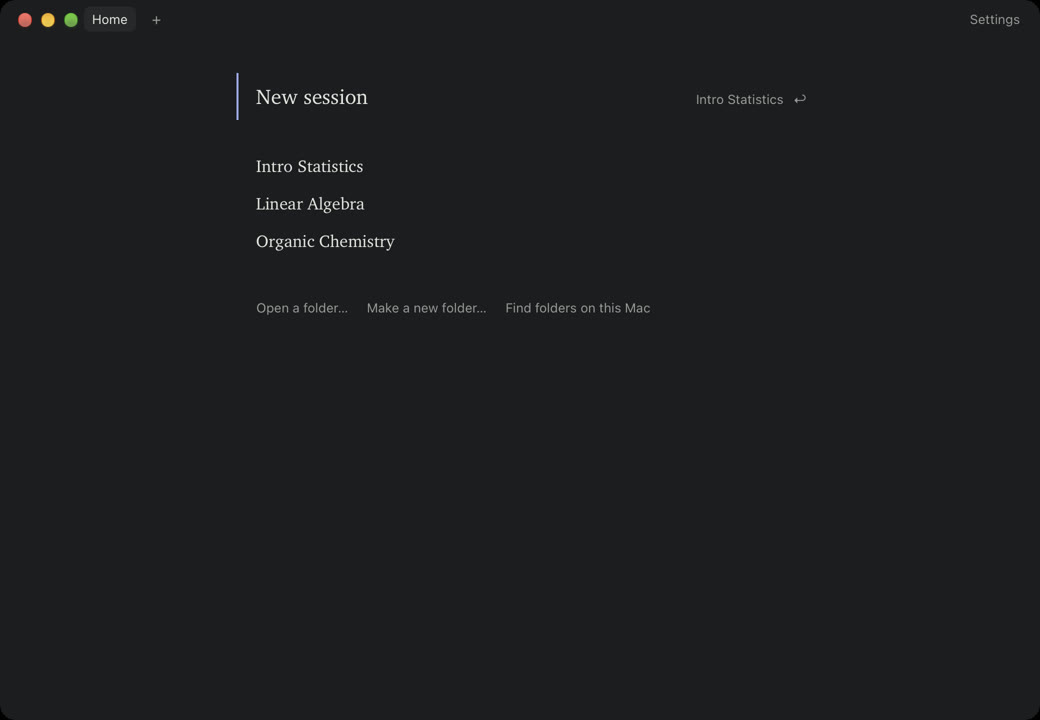 Home + Settings
New session Intro Statistics ↩
Intro Statistics
Linear Algebra
Organic Chemistry
Open a folder... Make a new folder... Find folders on this Mac